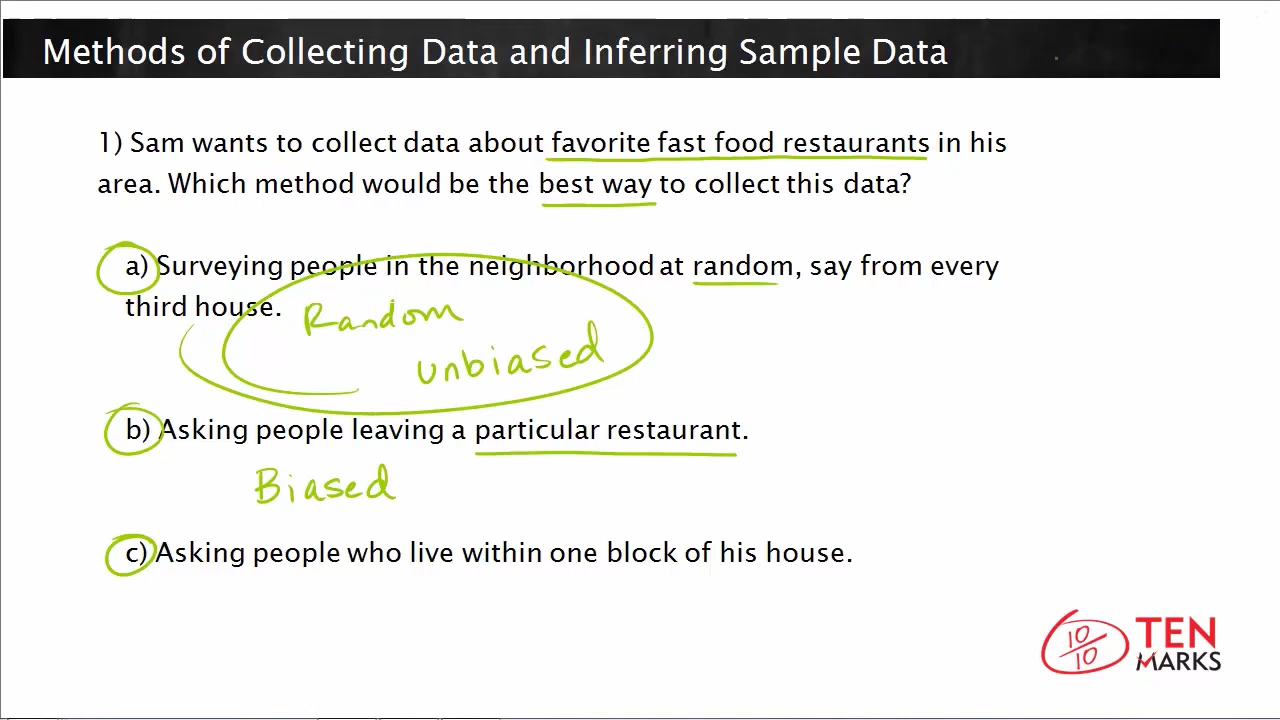 Methods of Collecting Data and Inferring Sample Data
1) Sam wants to collect data about favorite fast food restaurants in his
area. Which method would be the best way to collect this data?
a) Surveying people in the neighborhood at random, say from every
third house.
Random
unbiased
b) Asking people leaving a particular restaurant.
Biased
c) Asking people who live within one block of his house.
10/10
TEN
MARKS